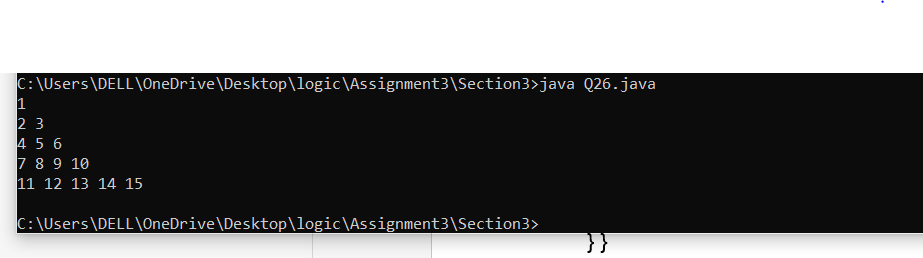 C:\Users\DELL\OneDrive\Desktop\logic\Assignment3\Section3>java Q26.java
1
2 3
4 5 6
7 8 9 10
11 12 13 14 15
C:\Users\DELL\OneDrive\Desktop\logic\Assignment3\Section3>
}}